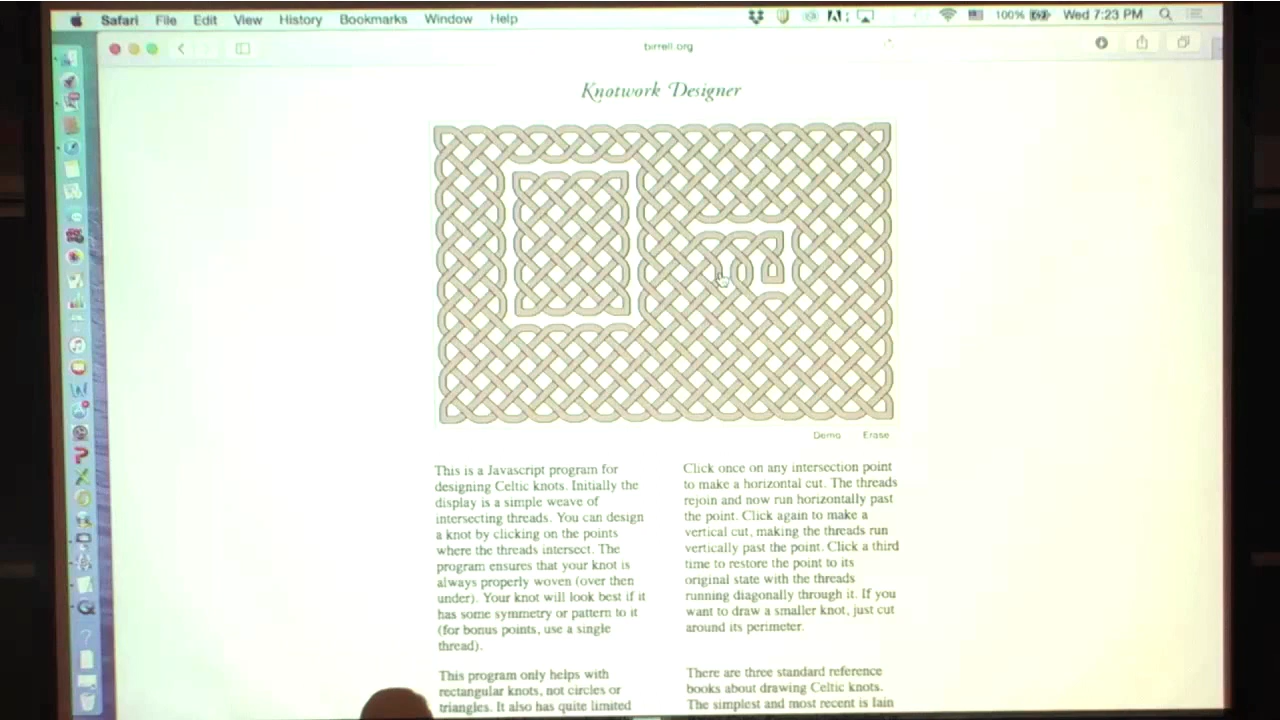 Safari File Edit View History Bookmarks Window Help
100%
Wed 7:23 PM
birrell.org
Knotwork Designer
Demo Erase
This is a Javascript program for
designing Celtic knots. Initially the
display is a simple weave of
intersecting threads. You can design
a knot by clicking on the points
where the threads intersect. The
program ensures that your knot is
always properly woven (over then
under). Your knot will look best if it
has some symmetry or pattern to it
(for bonus points, use a single
thread).
This program only helps with
rectangular knots, not circles or
triangles. It also has quite limited
Click once on any intersection point
to make a horizontal cut. The threads
rejoin and now run horizontally past
the point. Click again to make a
vertical cut, making the threads run
vertically past the point. Click a third
time to restore the point to its
original state with the threads
running diagonally through it. If you
want to draw a smaller knot, just cut
around its perimeter.
There are three standard reference
books about drawing Celtic knots.
The simplest and most recent is Iain